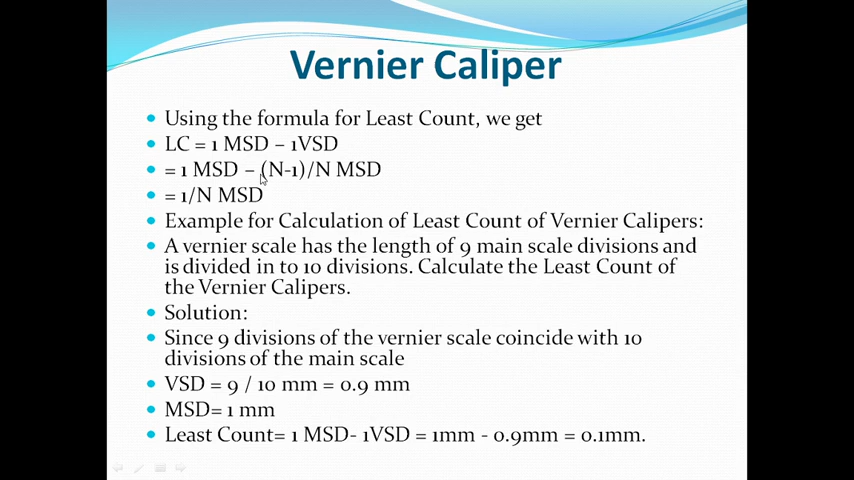 Vernier Caliper
Using the formula for Least Count, we get
LC = 1 MSD – 1VSD
= 1 MSD – (N-1)/N MSD
= 1/N MSD
Example for Calculation of Least Count of Vernier Calipers:
A vernier scale has the length of 9 main scale divisions and
is divided in to 10 divisions. Calculate the Least Count of
the Vernier Calipers.
Solution:
Since 9 divisions of the vernier scale coincide with 10
divisions of the main scale
VSD = 9 / 10 mm = 0.9 mm
MSD= 1 mm
Least Count= 1 MSD- 1VSD = 1mm - 0.9mm = 0.1mm.